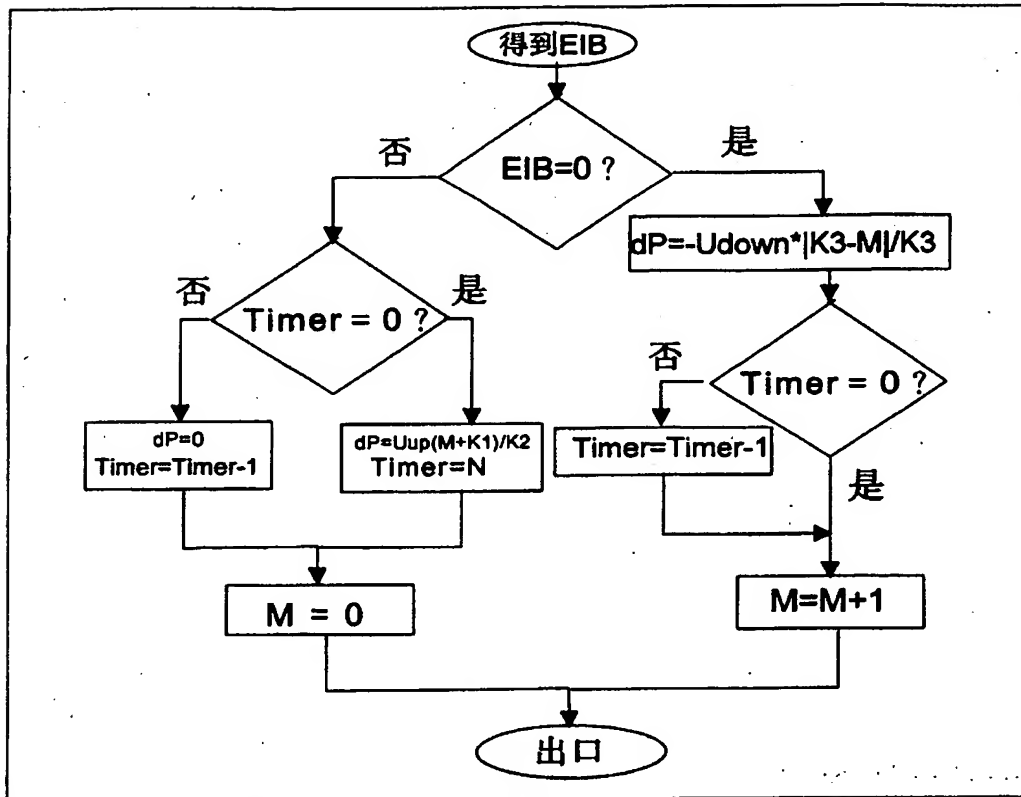 得到EIB
EIB=0 ?
否
是
dP=-Udown*|K3-M|/K3
Timer = 0 ?
否
是
Timer = 0 ?
否
是
dP=0
Timer=Timer-1
dP=Uup(M+K1)/K2
Timer=N
Timer=Timer-1
M = 0
M=M+1
出口